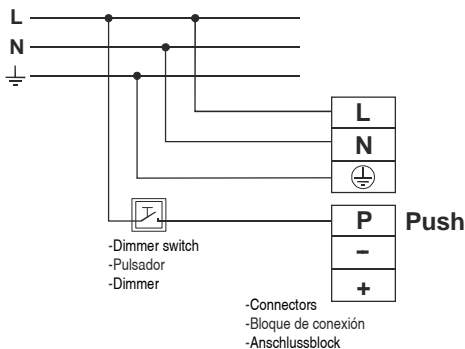 L
N
L
N
P Push
–
+
-Dimmer switch
-Pulsador
-Dimmer
-Connectors
-Bloque de conexión
-Anschlussblock